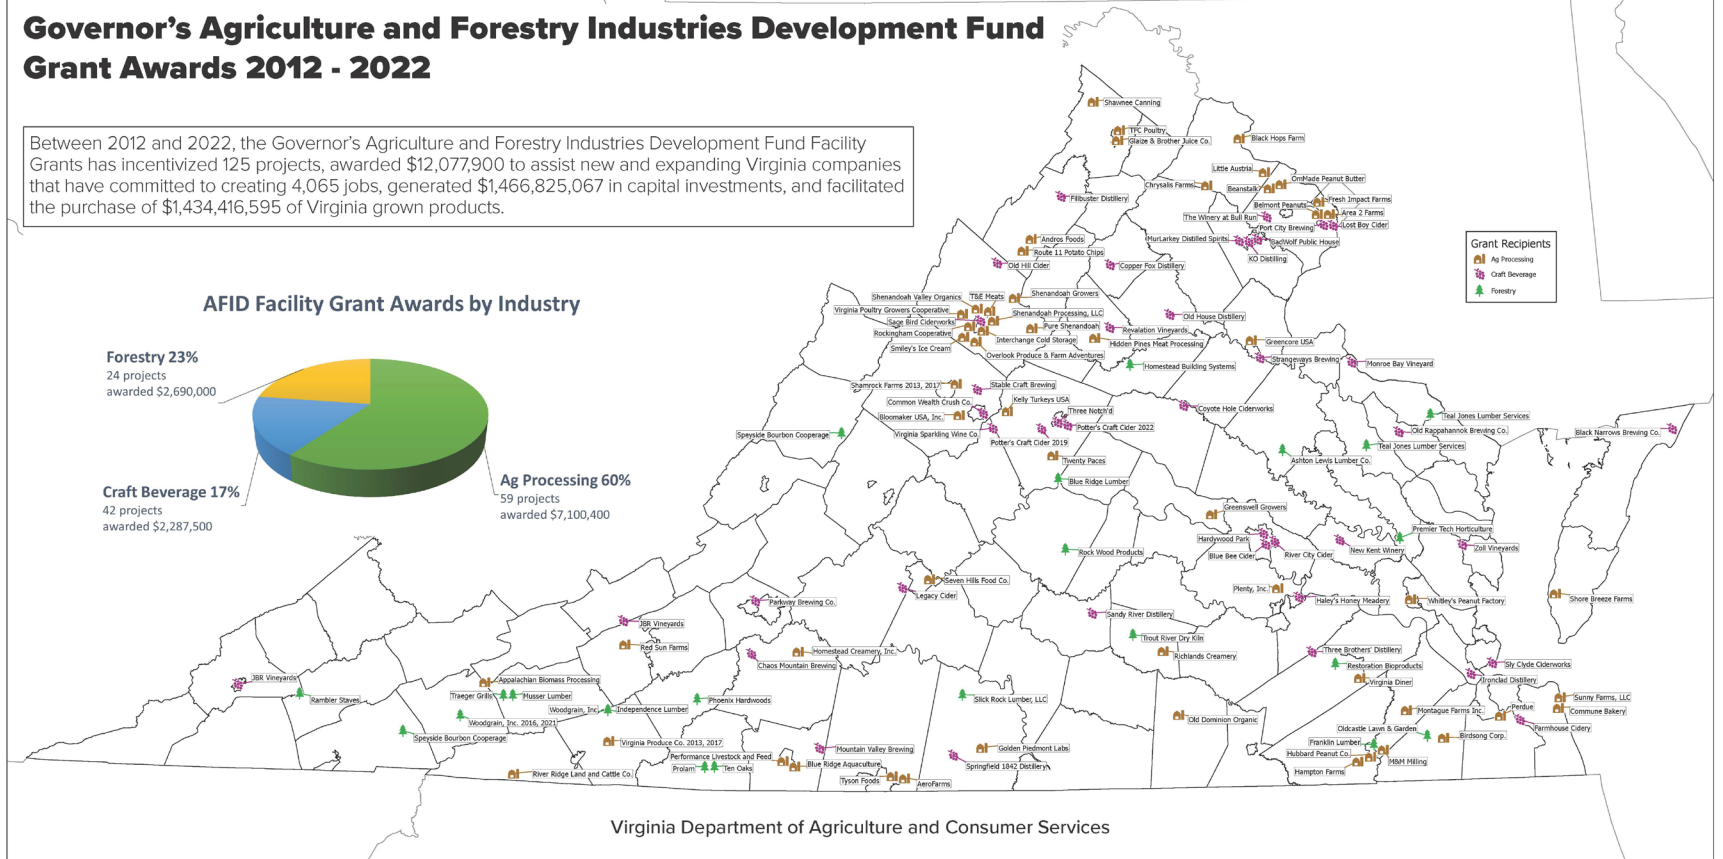 Governor's Agriculture and Forestry Industries Development Fund
Grant Awards 2012 - 2022
Between 2012 and 2022, the Governor's Agriculture and Forestry Industries Development Fund Facility
Grants has incentivized 125 projects, awarded $12,077,900 to assist new and expanding Virginia companies
that have committed to creating 4,065 jobs, generated $1,466,825,067 in capital investments, and facilitated
the purchase of $1,434,416,595 of Virginia grown products.
AFID Facility Grant Awards by Industry
Forestry 23%
24 projects
awarded $2,690,000
Craft Beverage 17%
42 projects
awarded $2,287,500
Ag Processing 60%
59 projects
awarded $7,100,400
Grant Recipients
Ag Processing
Craft Beverage
Forestry
Shawnee Canning
TFC Poultry
Glaize & Brother Juice Co.
Black Hops Farm
Little Austria
OmMade Peanut Butter
Chrysalis Farms
Beanstalk
Fresh Impact Farms
Filibuster Distillery
Belmont Peanuts
Area 2 Farms
The Winery at Bull Run
Port City Brewing
Lost Boy Cider
MurLarkey Distilled Spirits
BadWolf Public House
KO Distilling
Andros Foods
Route 11 Potato Chips
Old Hill Cider
Copper Fox Distillery
Shenandoah Valley Organics
T&E Meats
Shenandoah Growers
Virginia Poultry Growers Cooperative
Shenandoah Processing, LLC
Sage Bird Ciderworks
Pure Shenandoah
Rockingham Cooperative
Interchange Cold Storage
Smiley's Ice Cream
Overlook Produce & Farm Adventures
Old House Distillery
Revalation Vineyards
Hidden Pines Meat Processing
Greencore USA
Strangeways Brewing
Monroe Bay Vineyard
Homestead Building Systems
Shamrock Farms 2013, 2017
Stable Craft Brewing
Common Wealth Crush Co.
Kelly Turkeys USA
Bloomaker USA, Inc.
Three Notch'd
Potter's Craft Cider 2022
Virginia Sparkling Wine Co.
Potter's Craft Cider 2019
Coyote Hole Ciderworks
Teal Jones Lumber Services
Old Rappahannock Brewing Co.
Teal Jones Lumber Services
Black Narrows Brewing Co.
Speyside Bourbon Cooperage
Twenty Paces
Ashton Lewis Lumber Co.
Blue Ridge Lumber
Greenswell Growers
Premier Tech Horticulture
Hardywood Park
Blue Bee Cider
River City Cider
New Kent Winery
Zoll Vineyards
Rock Wood Products
Seven Hills Food Co.
Legacy Cider
Plenty, Inc.
Haley's Honey Meadery
Whitley's Peanut Factory
Shore Breeze Farms
Parkway Brewing Co.
Sandy River Distillery
JBR Vineyards
Trout River Dry Kiln
Red Sun Farms
Homestead Creamery, Inc.
Richlands Creamery
Chaos Mountain Brewing
Three Brothers' Distillery
Restoration Bioproducts
Sly Clyde Ciderworks
Ironclad Distillery
Virginia Diner
JBR Vineyards
Rambler Staves
Appalachian Biomass Processing
Traeger Grills
Musser Lumber
Woodgrain, Inc.
Independence Lumber
Phoenix Hardwoods
Slick Rock Lumber, LLC
Sunny Farms, LLC
Commune Bakery
Montague Farms Inc.
Perdue
Woodgrain, Inc. 2016, 2021
Old Dominion Organic
Farmhouse Cidery
Oldcastle Lawn & Garden
Birdsong Corp.
Speyside Bourbon Cooperage
Virginia Produce Co. 2013, 2017
Mountain Valley Brewing
Golden Piedmont Labs
Franklin Lumber
Hubbard Peanut Co.
M&M Milling
Performance Livestock and Feed
Prolam
Ten Oaks
Blue Ridge Aquaculture
Springfield 1842 Distillery
Hampton Farms
River Ridge Land and Cattle Co.
Tyson Foods
AeroFarms
Virginia Department of Agriculture and Consumer Services